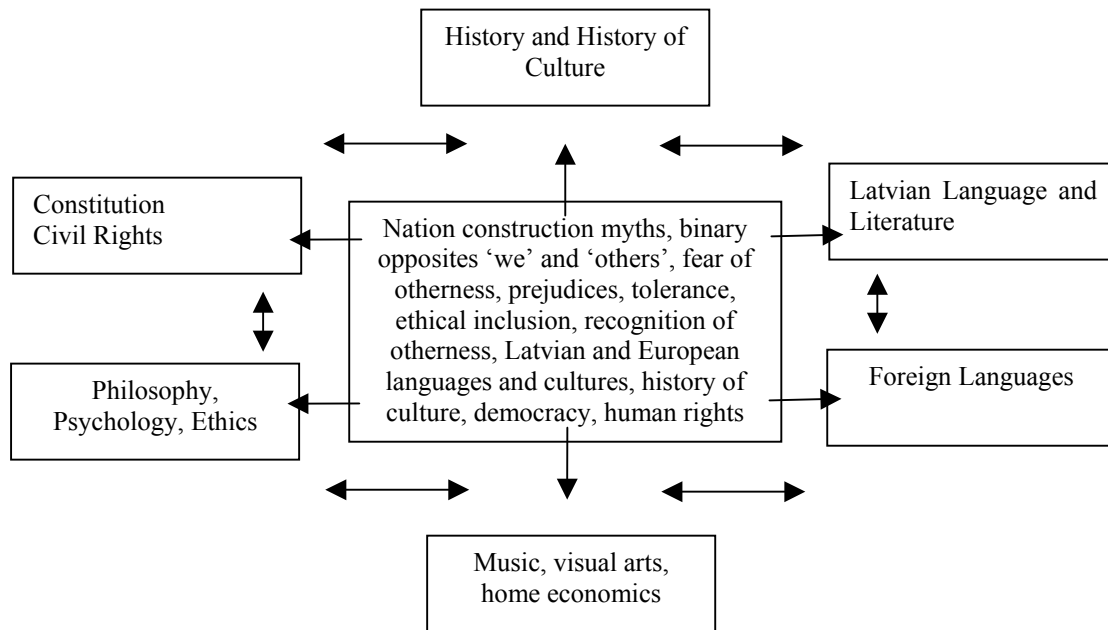 History and History of
Culture
Constitution
Civil Rights
Latvian Language and
Literature
Nation construction myths, binary
opposites ‘we’ and ‘others’, fear of
otherness, prejudices, tolerance,
ethical inclusion, recognition of
otherness, Latvian and European
languages and cultures, history of
culture, democracy, human rights
Philosophy,
Psychology, Ethics
Foreign Languages
Music, visual arts,
home economics